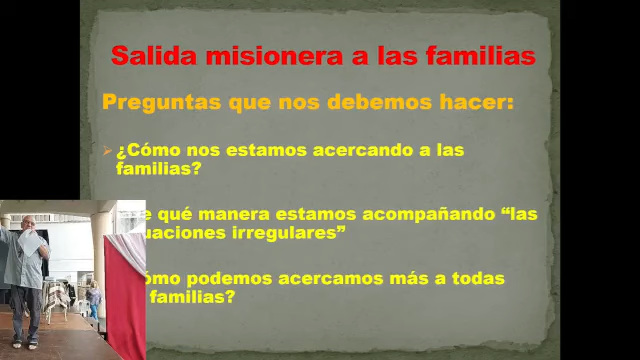 Salida misionera a las familias
Preguntas que nos debemos hacer:
¿Cómo nos estamos acercando a las
familias?
qué manera estamos acompañando “las
irregulares”
podemos acercamos más a todas
familias?